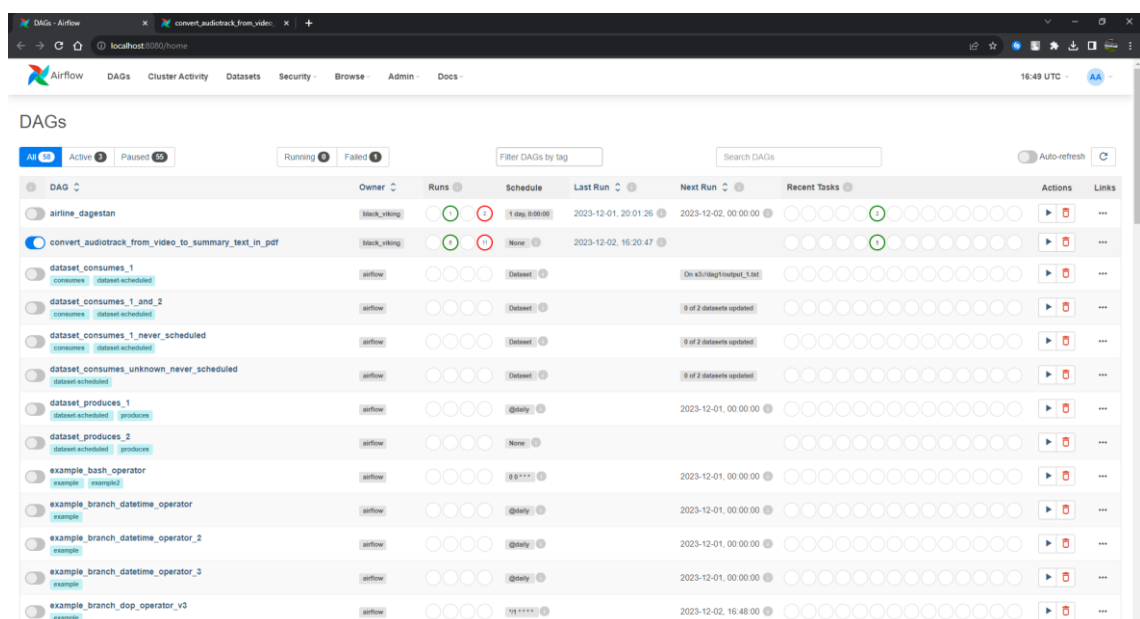 DAGs - Airflow
convert_audiotrack_from_video_
localhost:8080/home
Airflow DAGs Cluster Activity Datasets Security Browse Admin Docs 16:49 UTC AA
DAGs
All 58 Active 3 Paused 55 Running 0 Failed 1 Filter DAGs by tag Search DAGs Auto-refresh
DAG Owner Runs Schedule Last Run Next Run Recent Tasks Actions Links
airline_dagestan black_viking 1 2 1 day, 0:00:00 2023-12-01, 20:01:26 2023-12-02, 00:00:00 2
convert_audiotrack_from_video_to_summary_text_in_pdf black_viking 11 None 2023-12-02, 16:20:47
dataset_consumes_1 airflow Dataset On s3://dag1/output_1.txt
consumes dataset-scheduled
dataset_consumes_1_and_2 airflow Dataset 0 of 2 datasets updated
consumes dataset-scheduled
dataset_consumes_1_never_scheduled airflow Dataset 0 of 2 datasets updated
consumes dataset-scheduled
dataset_consumes_unknown_never_scheduled airflow Dataset 0 of 2 datasets updated
dataset-scheduled
dataset_produces_1 airflow @daily 2023-12-01, 00:00:00
dataset-scheduled produces
dataset_produces_2 airflow None
dataset-scheduled produces
example_bash_operator airflow 0 0 * * * 2023-12-01, 00:00:00
example example2
example_branch_datetime_operator airflow @daily 2023-12-01, 00:00:00
example
example_branch_datetime_operator_2 airflow @daily 2023-12-01, 00:00:00
example
example_branch_datetime_operator_3 airflow @daily 2023-12-01, 00:00:00
example
example_branch_dop_operator_v3 airflow */1 * * * * 2023-12-02, 16:48:00
example